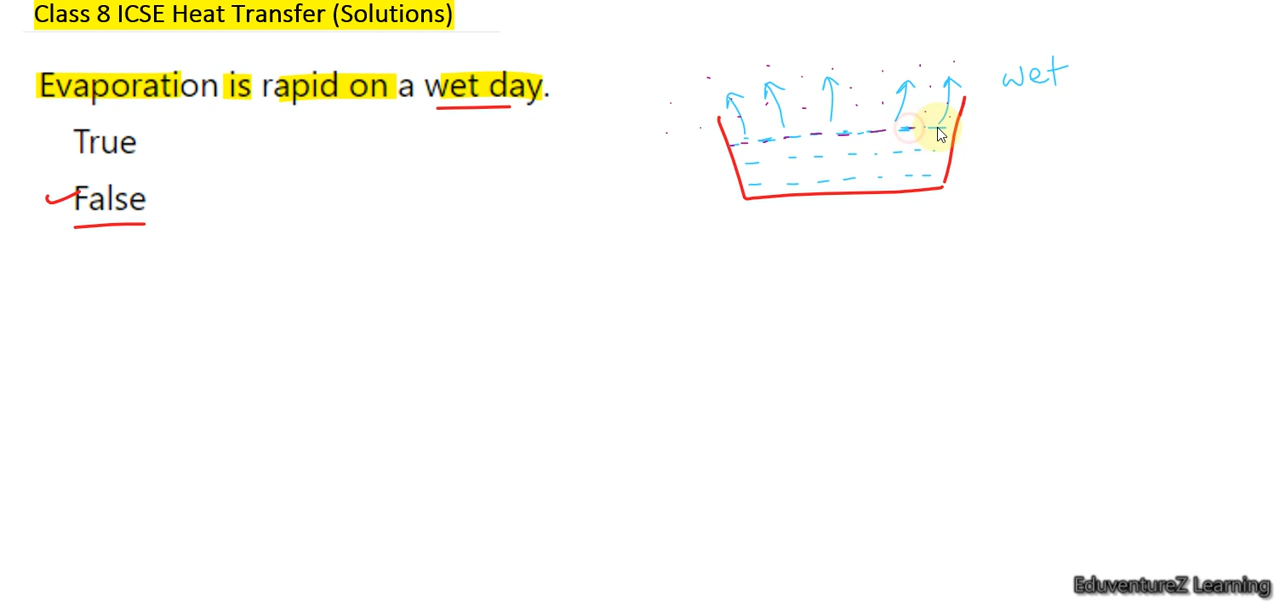 Class 8 ICSE Heat Transfer (Solutions)
Evaporation is rapid on a wet day.
wet
True
False
EduventureZ Learning